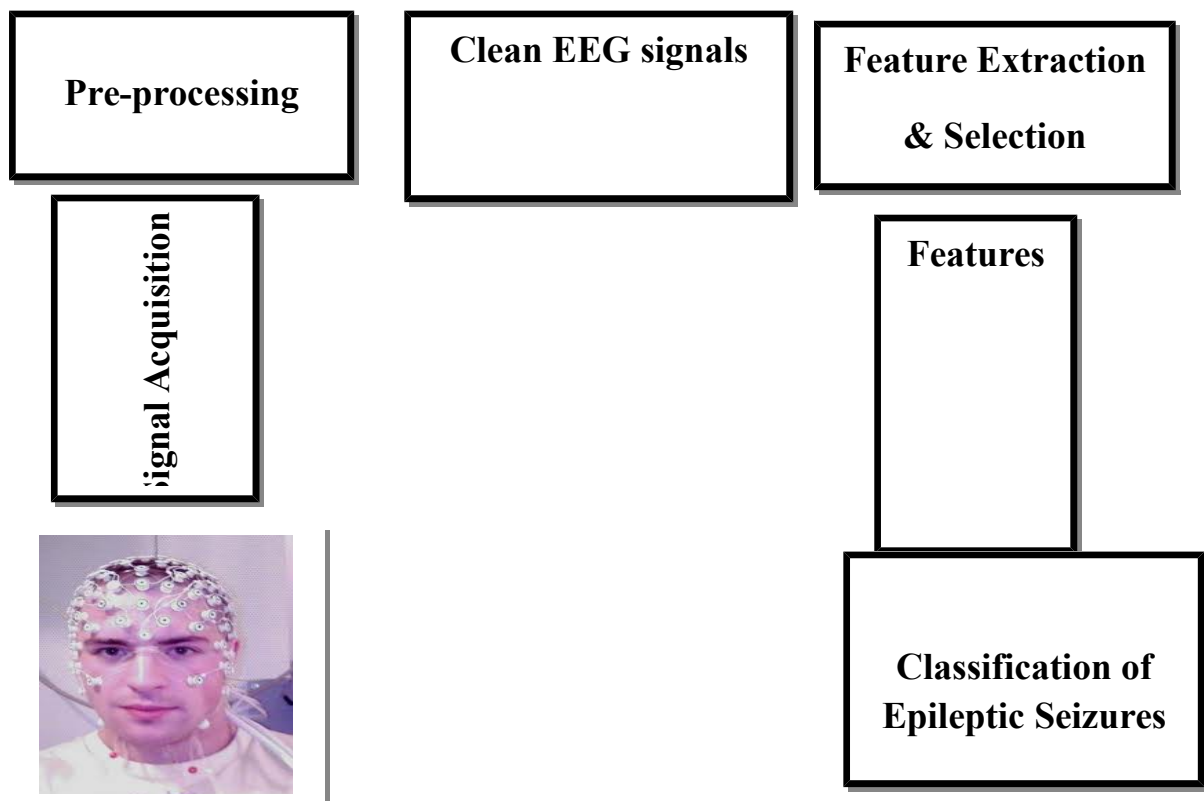 Pre-processing
Clean EEG signals
Feature Extraction
& Selection
Signal Acquisition
Features
Classification of
Epileptic Seizures